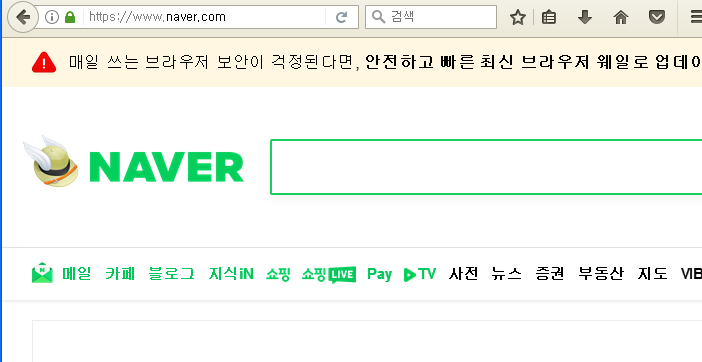 https://www.naver.com
검색
매일 쓰는 브라우저 보안이 걱정된다면, 안전하고 빠른 최신 브라우저 웨일로 업데이
NAVER
메일 카페 블로그 지식iN 쇼핑 쇼핑LIVE Pay TV 사전 뉴스 증권 부동산 지도 VIB